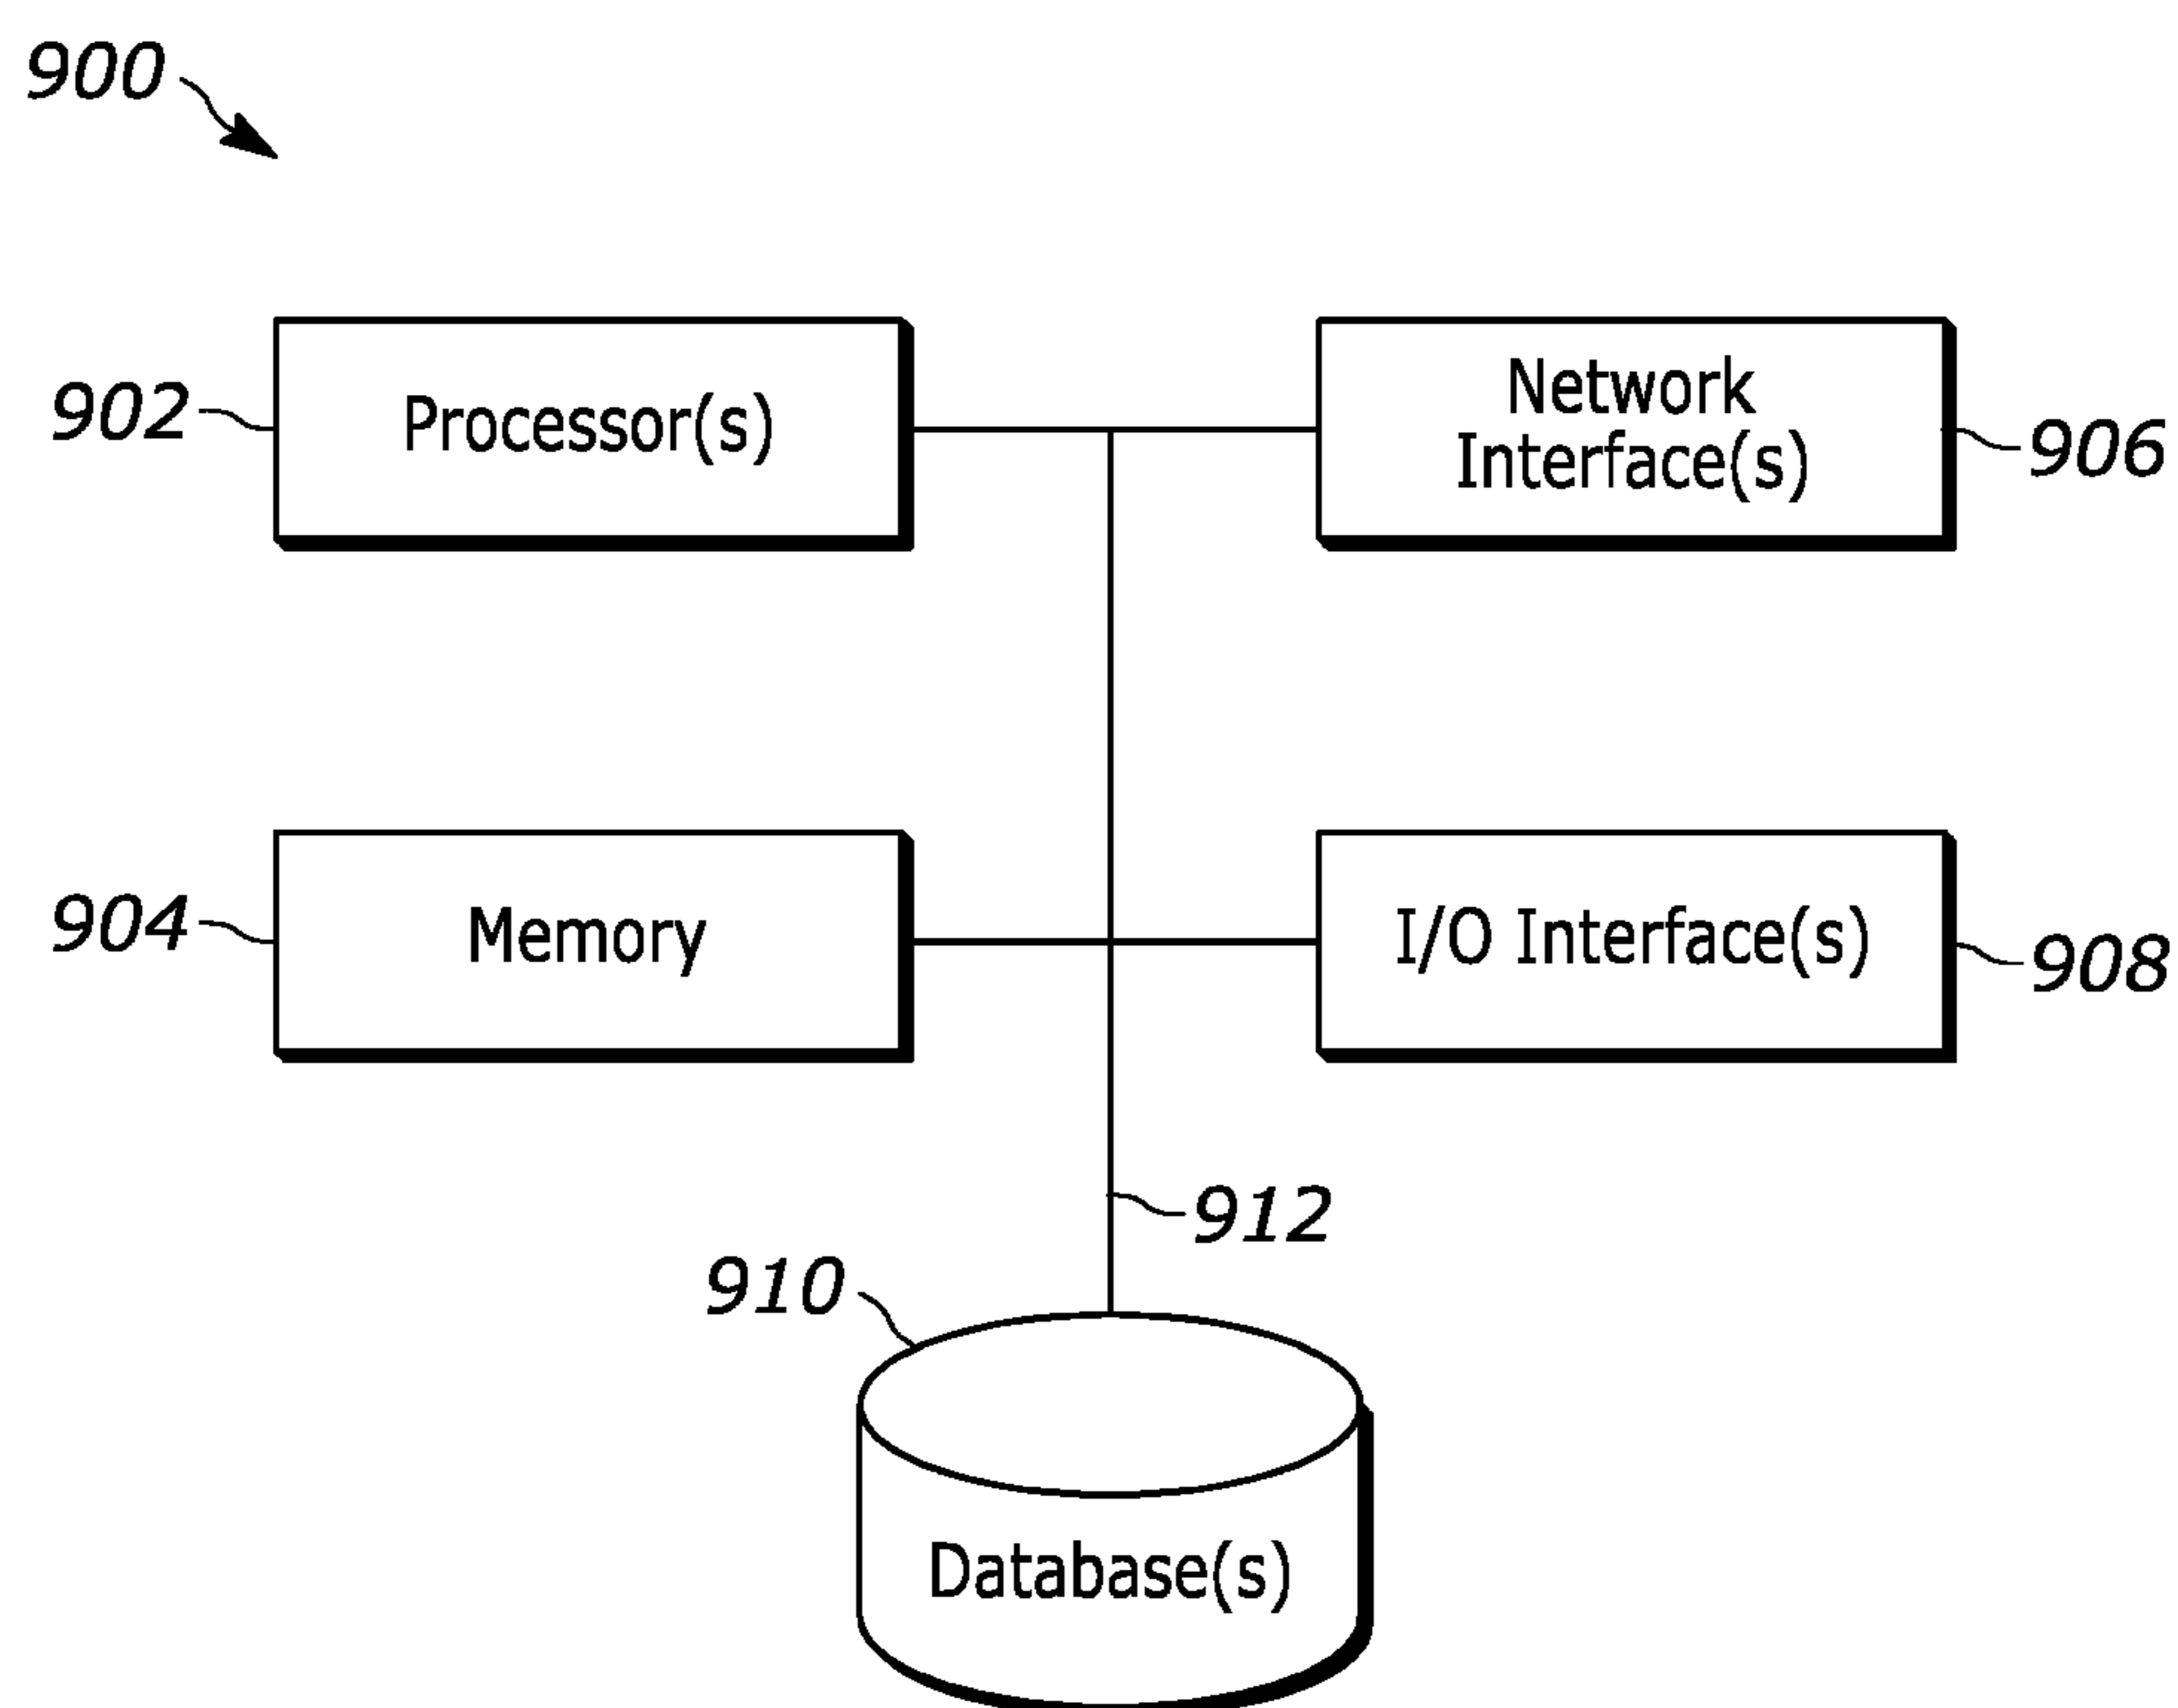 900
902
Processor(s)
Network
Interface(s)
906
904
Memory
I/O Interface(s)
908
912
910
Database(s)